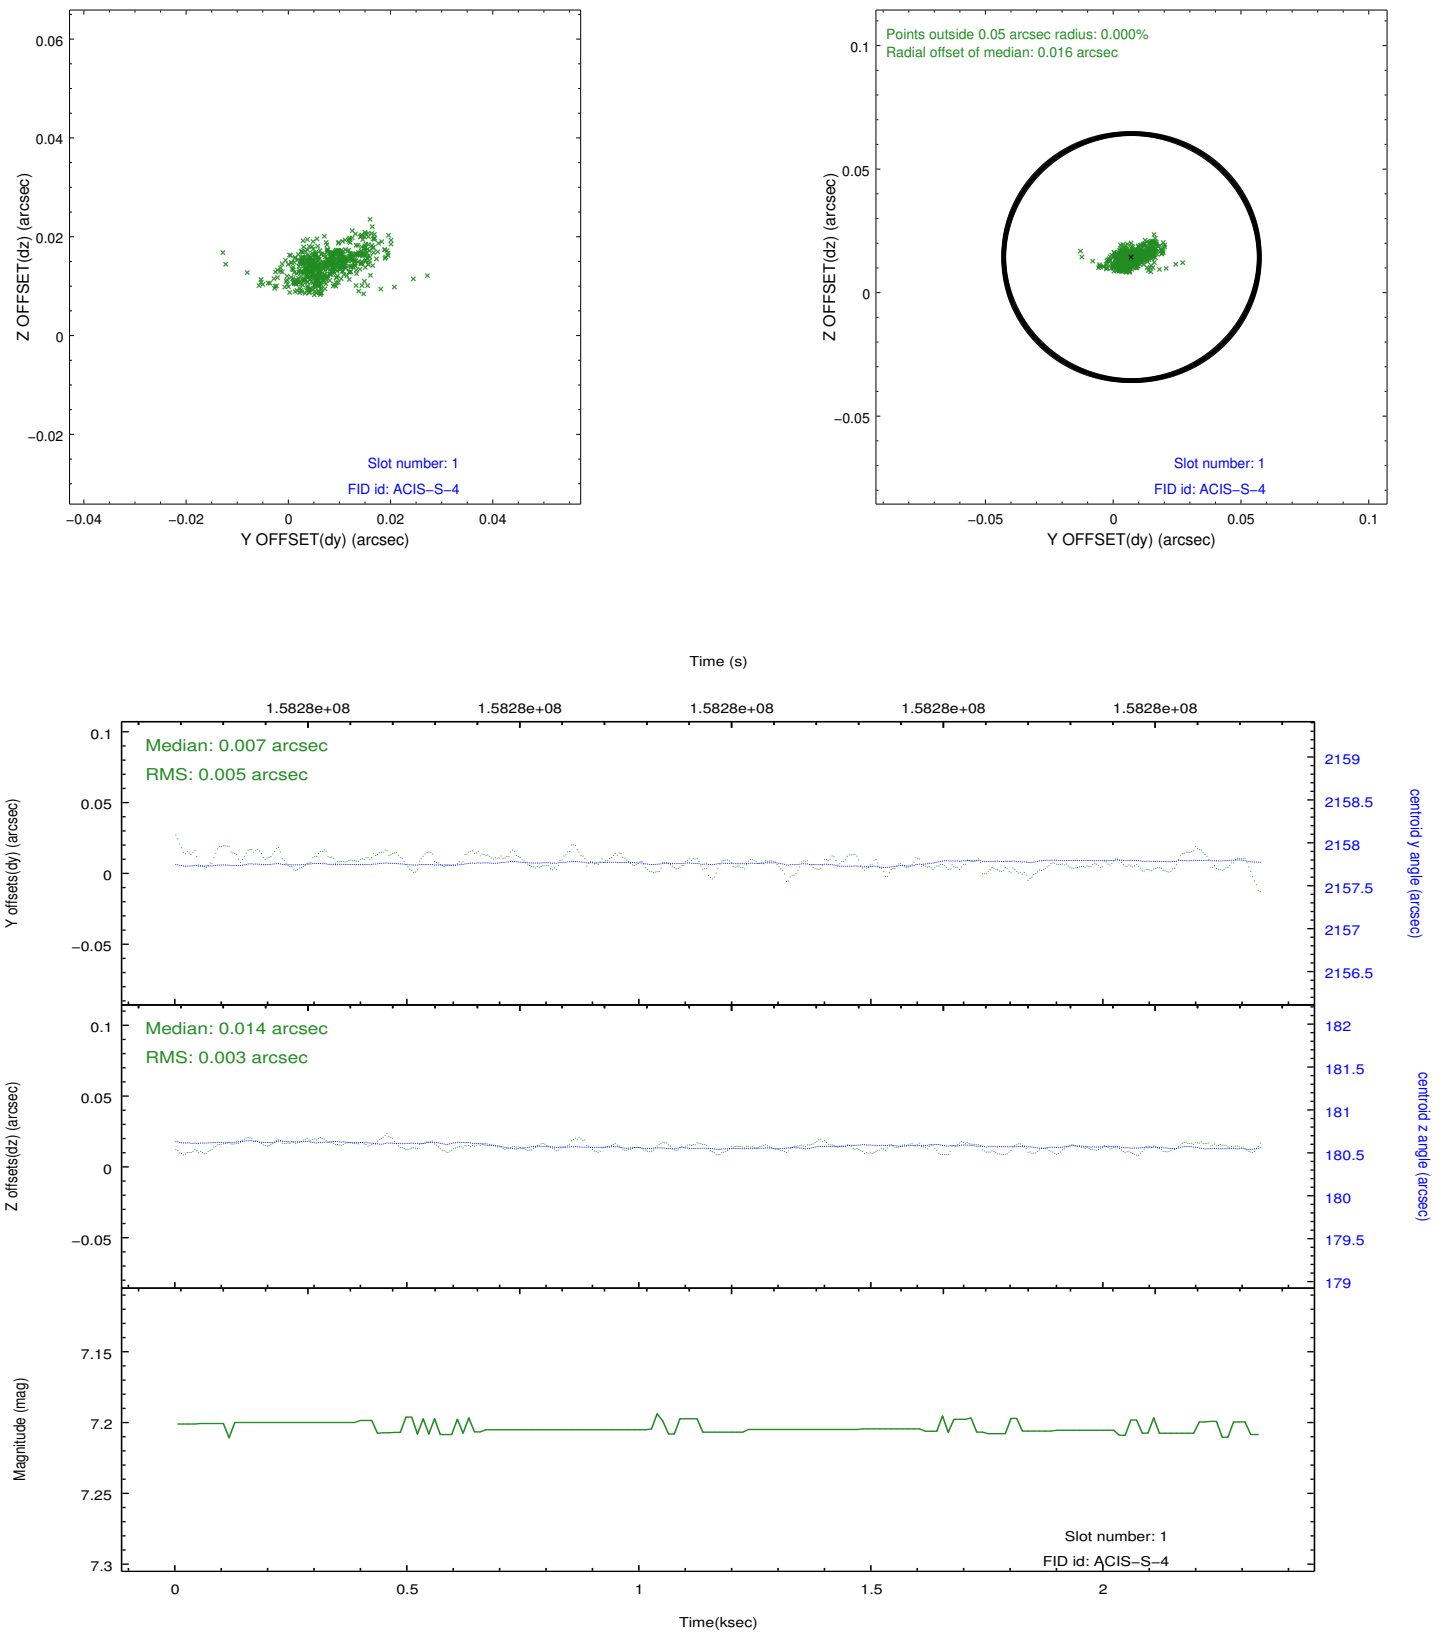 0.06
0.04
0.02
0
−0.02
Z OFFSET(dz) (arcsec)
Slot number: 1
FID id: ACIS−S−4
−0.04
−0.02
0
0.02
0.04
Y OFFSET(dy) (arcsec)
Points outside 0.05 arcsec radius: 0.000%
Radial offset of median: 0.016 arcsec
0.1
0.05
0
−0.05
Z OFFSET(dz) (arcsec)
Slot number: 1
FID id: ACIS−S−4
−0.05
0
0.05
0.1
Y OFFSET(dy) (arcsec)
Time (s)
1.5828e+08
1.5828e+08
1.5828e+08
1.5828e+08
1.5828e+08
Median: 0.007 arcsec
RMS: 0.005 arcsec
0.1
0.05
0
−0.05
Y offsets(dy) (arcsec)
2159
2158.5
2158
2157.5
2157
2156.5
centroid y angle (arcsec)
Median: 0.014 arcsec
RMS: 0.003 arcsec
0.1
0.05
0
−0.05
Z offsets(dz) (arcsec)
182
181.5
181
180.5
180
179.5
179
centroid z angle (arcsec)
7.15
7.2
7.25
7.3
Magnitude (mag)
Slot number: 1
FID id: ACIS−S−4
0
0.5
1
1.5
2
Time(ksec)